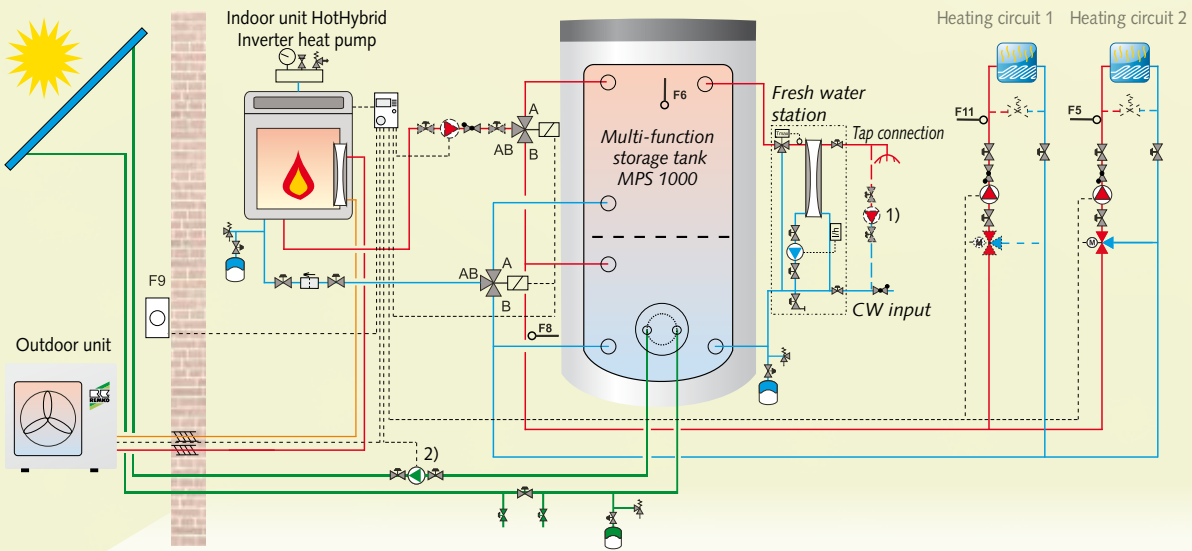 Indoor unit HotHybrid
Inverter heat pump
Heating circuit 1
Heating circuit 2
A
AB
B
F6
Multi-function
storage tank
MPS 1000
Fresh water
station
Tap connection
1)
l/h
CW input
F11
F5
M
M
A
AB
B
F8
F9
Outdoor unit
REMKO
2)